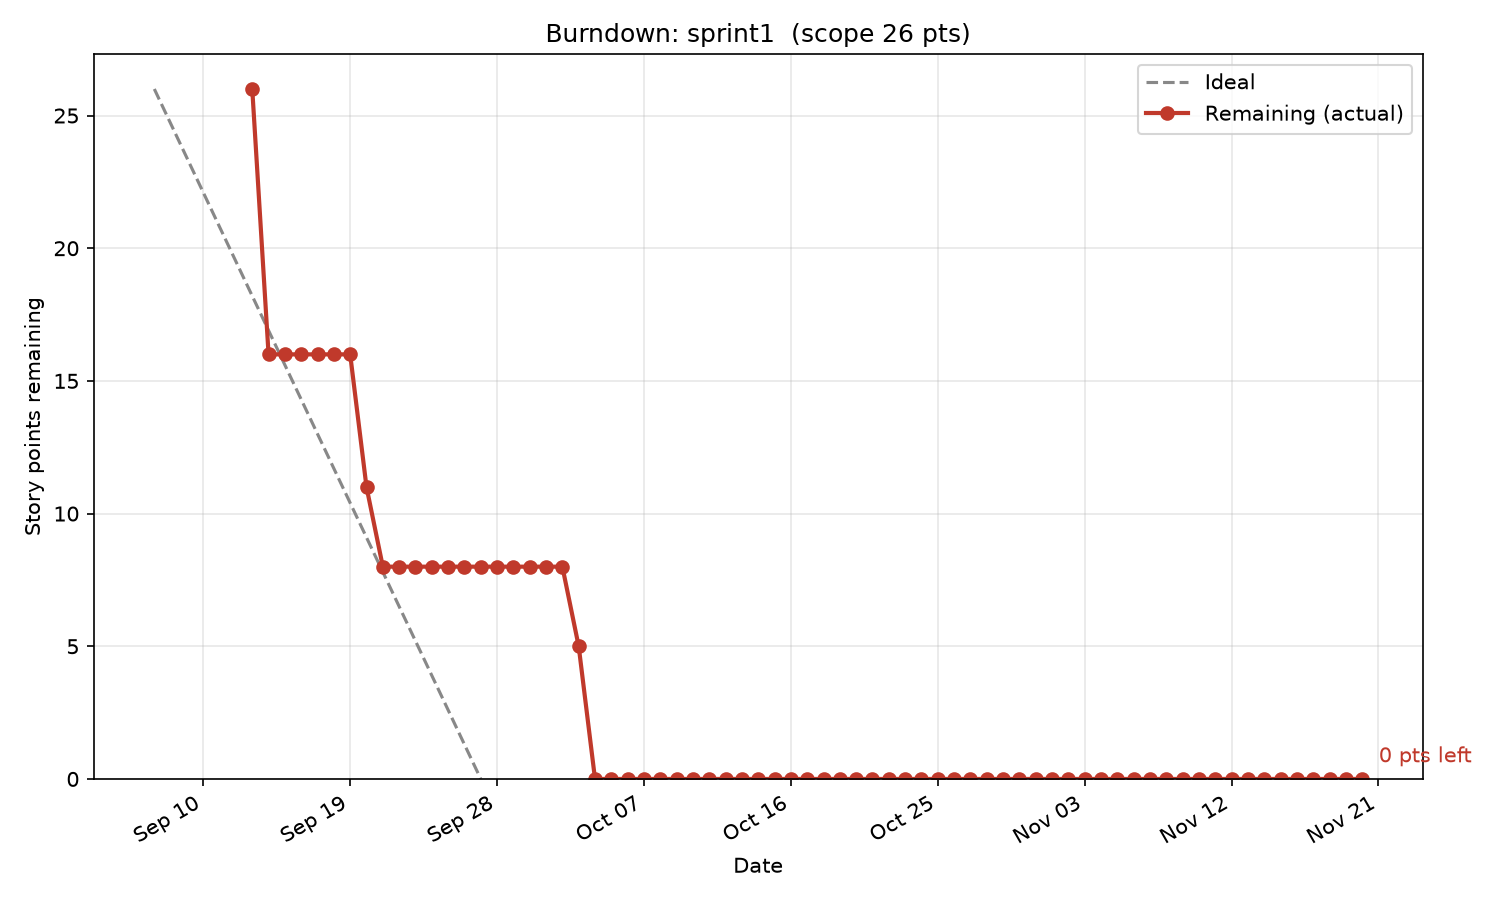 Burndown: sprint1  (scope 26 pts)
Ideal
Remaining (actual)
Story points remaining
25
20
15
10
5
0
0 pts left
Sep 10
Sep 19
Sep 28
Oct 07
Oct 16
Oct 25
Nov 03
Nov 12
Nov 21
Date